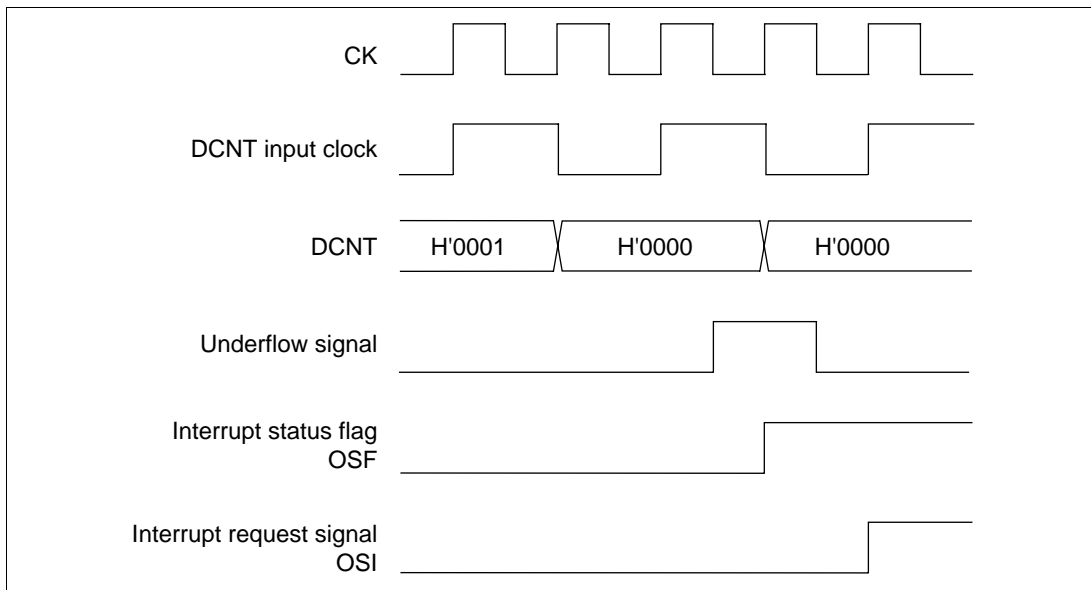 CK
DCNT input clock
DCNT
H'0001
H'0000
H'0000
Underflow signal
Interrupt status flag
OSF
Interrupt request signal
OSI